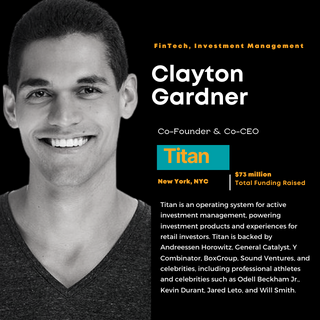 FinTech, Investment Management
Clayton
Gardner
Co-Founder & Co-CEO
Titan
New York, NYC
$73 million
Total Funding Raised
Titan is an operating system for active
investment management, powering
investment products and experiences for
retail investors. Titan is backed by
Andreessen Horowitz, General Catalyst, Y
Combinator, BoxGroup, Sound Ventures, and
celebrities, including professional athletes
and celebrities such as Odell Beckham Jr.,
Kevin Durant, Jared Leto, and Will Smith.